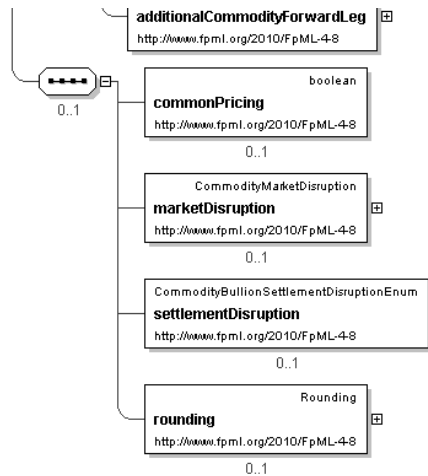 additionalCommodityForwardLeg
http://www.fpml.org/2010/FpML-4-8
0..1
boolean
commonPricing
http://www.fpml.org/2010/FpML-4-8
0..1
CommodityMarketDisruption
marketDisruption
http://www.fpml.org/2010/FpML-4-8
0..1
CommodityBullionSettlementDisruptionEnum
settlementDisruption
http://www.fpml.org/2010/FpML-4-8
0..1
Rounding
rounding
http://www.fpml.org/2010/FpML-4-8
0..1